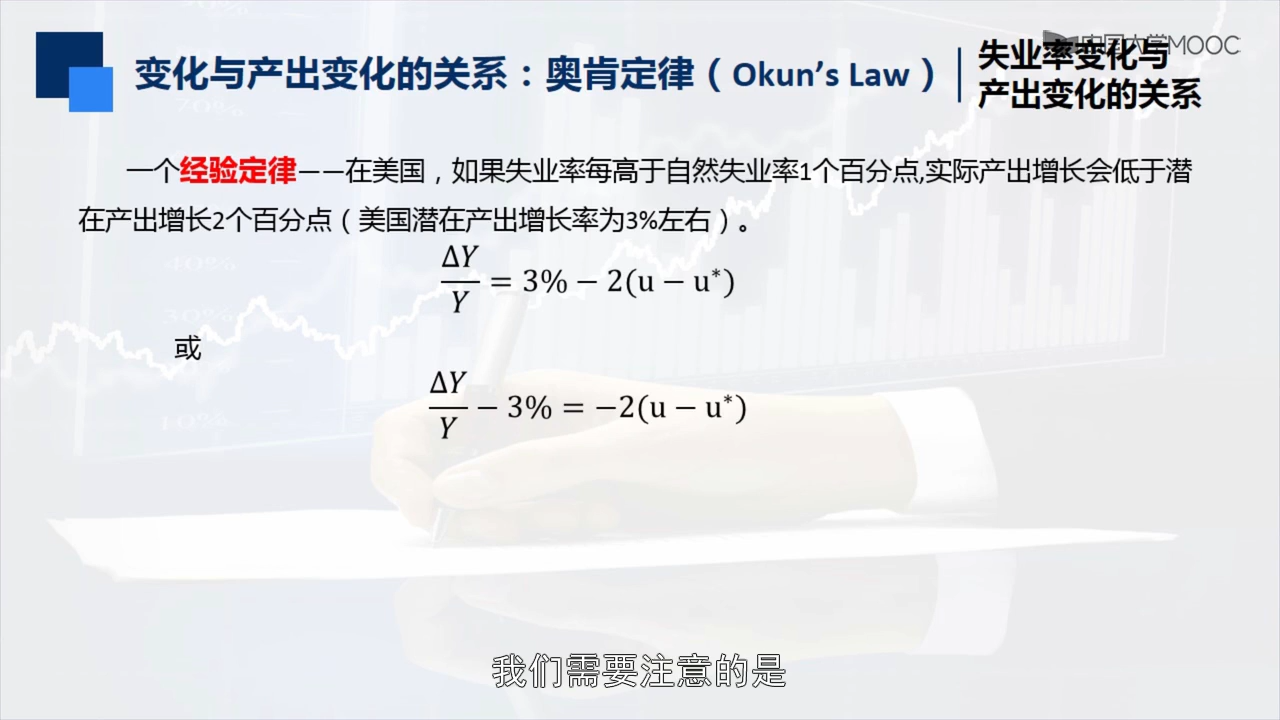 变化与产出变化的关系：奥肯定律（Okun's Law）
失业率变化与
产出变化的关系
中国大学MOOC
一个经验定律——在美国，如果失业率每高于自然失业率1个百分点,实际产出增长会低于潜
在产出增长2个百分点（美国潜在产出增长率为3%左右）。
ΔY/Y = 3% − 2(u − u*)
或
ΔY/Y − 3% = −2(u − u*)
40%
30%
10%
我们需要注意的是